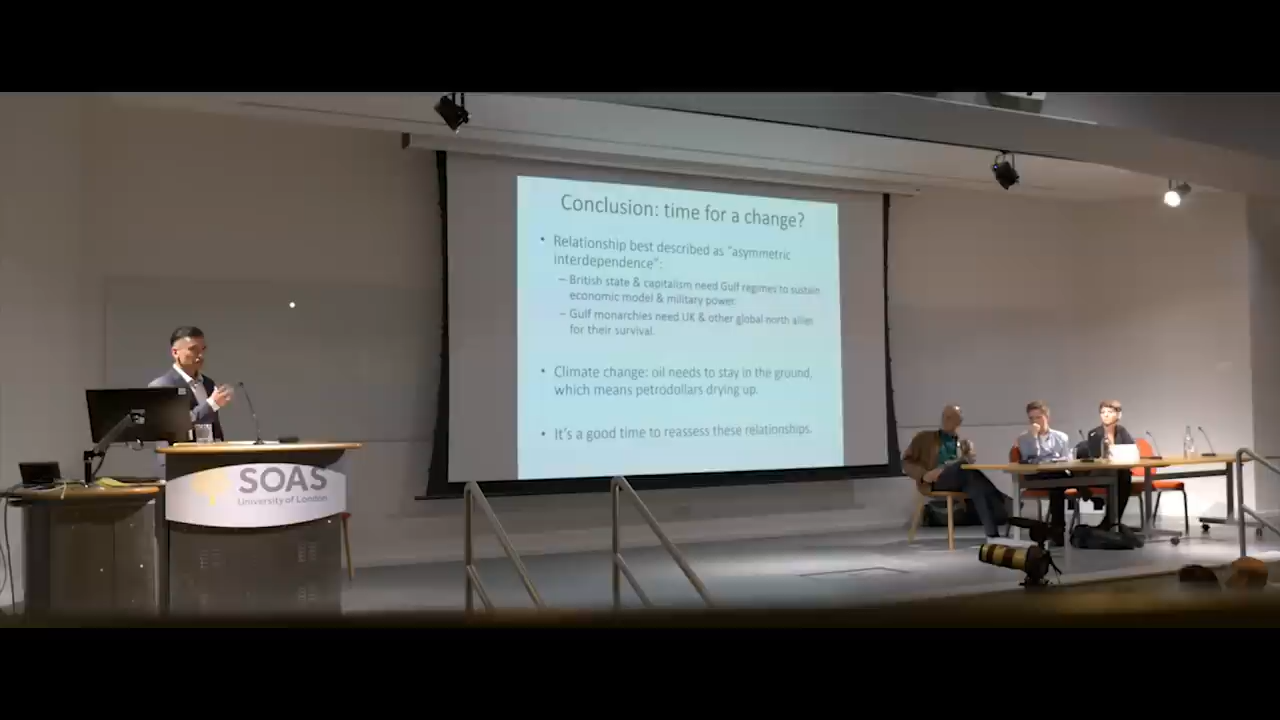 Conclusion: time for a change?
• Relationship best described as "asymmetric
interdependence":
– British state & capitalism need Gulf regimes to sustain
economic model & military power.
– Gulf monarchies need UK & other global north allies
for their survival.
• Climate change: oil needs to stay in the ground,
which means petrodollars drying up.
• It's a good time to reassess these relationships.
SOAS
University of London